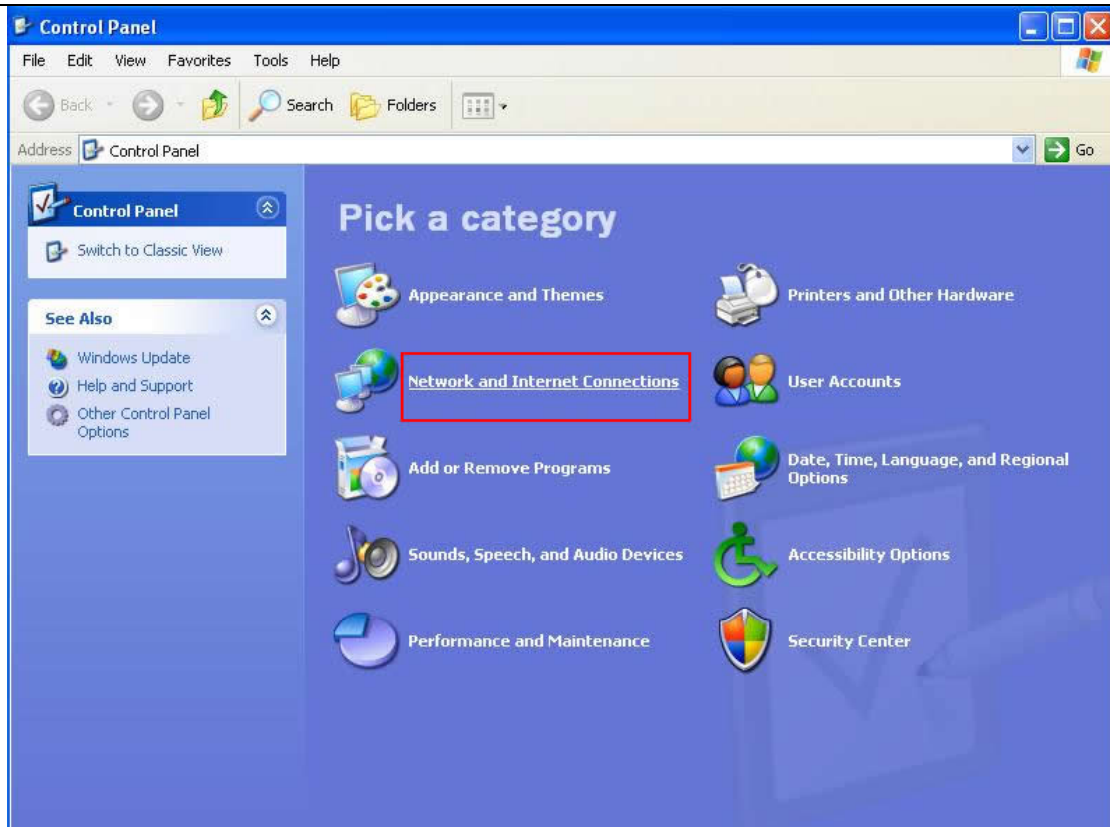 Control Panel
File Edit View Favorites Tools Help
Back Search Folders
Address Control Panel Go
Control Panel
Switch to Classic View
See Also
Windows Update
Help and Support
Other Control Panel
Options
Pick a category
Appearance and Themes
Printers and Other Hardware
Network and Internet Connections
User Accounts
Add or Remove Programs
Date, Time, Language, and Regional
Options
Sounds, Speech, and Audio Devices
Accessibility Options
Performance and Maintenance
Security Center